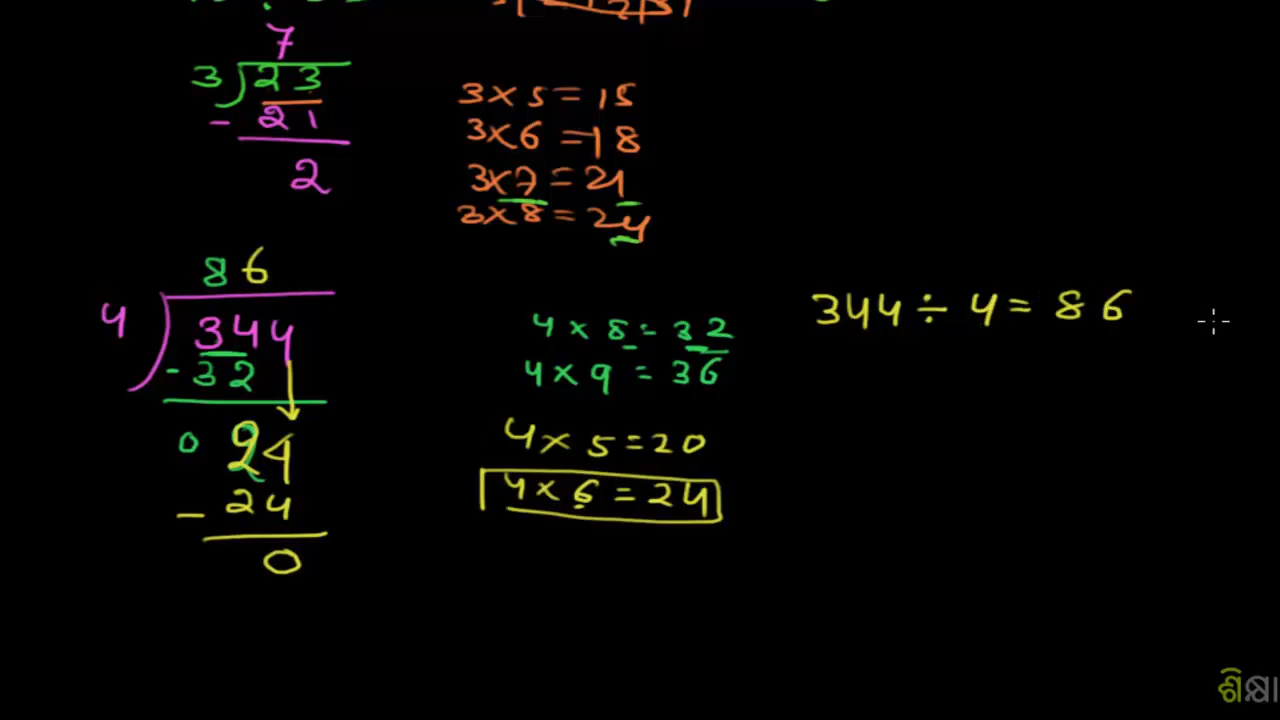 7
3 ) 23
- 21
2
3 × 5 = 15
3 × 6 = 18
3 × 7 = 21
3 × 8 = 24
86
4 ) 344
- 32
0 24
- 24
0
4 × 8 = 32
4 × 9 = 36
4 × 5 = 20
4 × 6 = 24
344 ÷ 4 = 86
ଶିକ୍ଷା